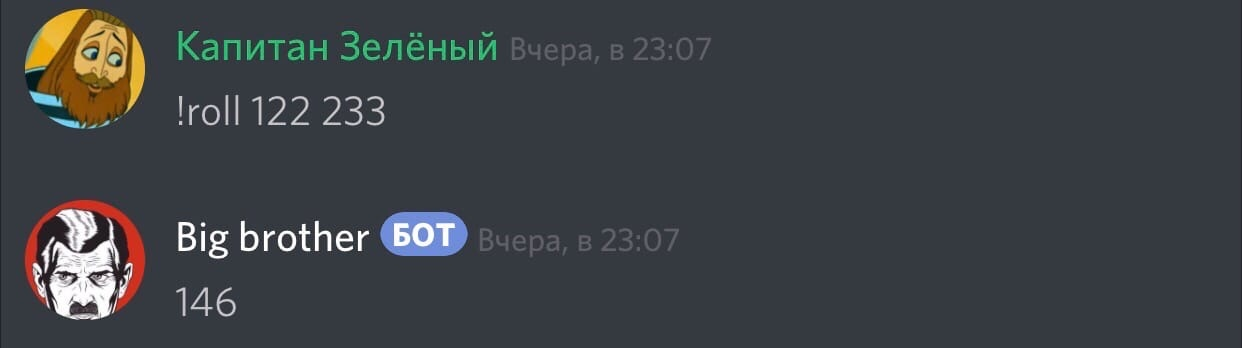 Капитан Зелёный Вчера, в 23:07
!roll 122 233
Big brother БОТ Вчера, в 23:07
146